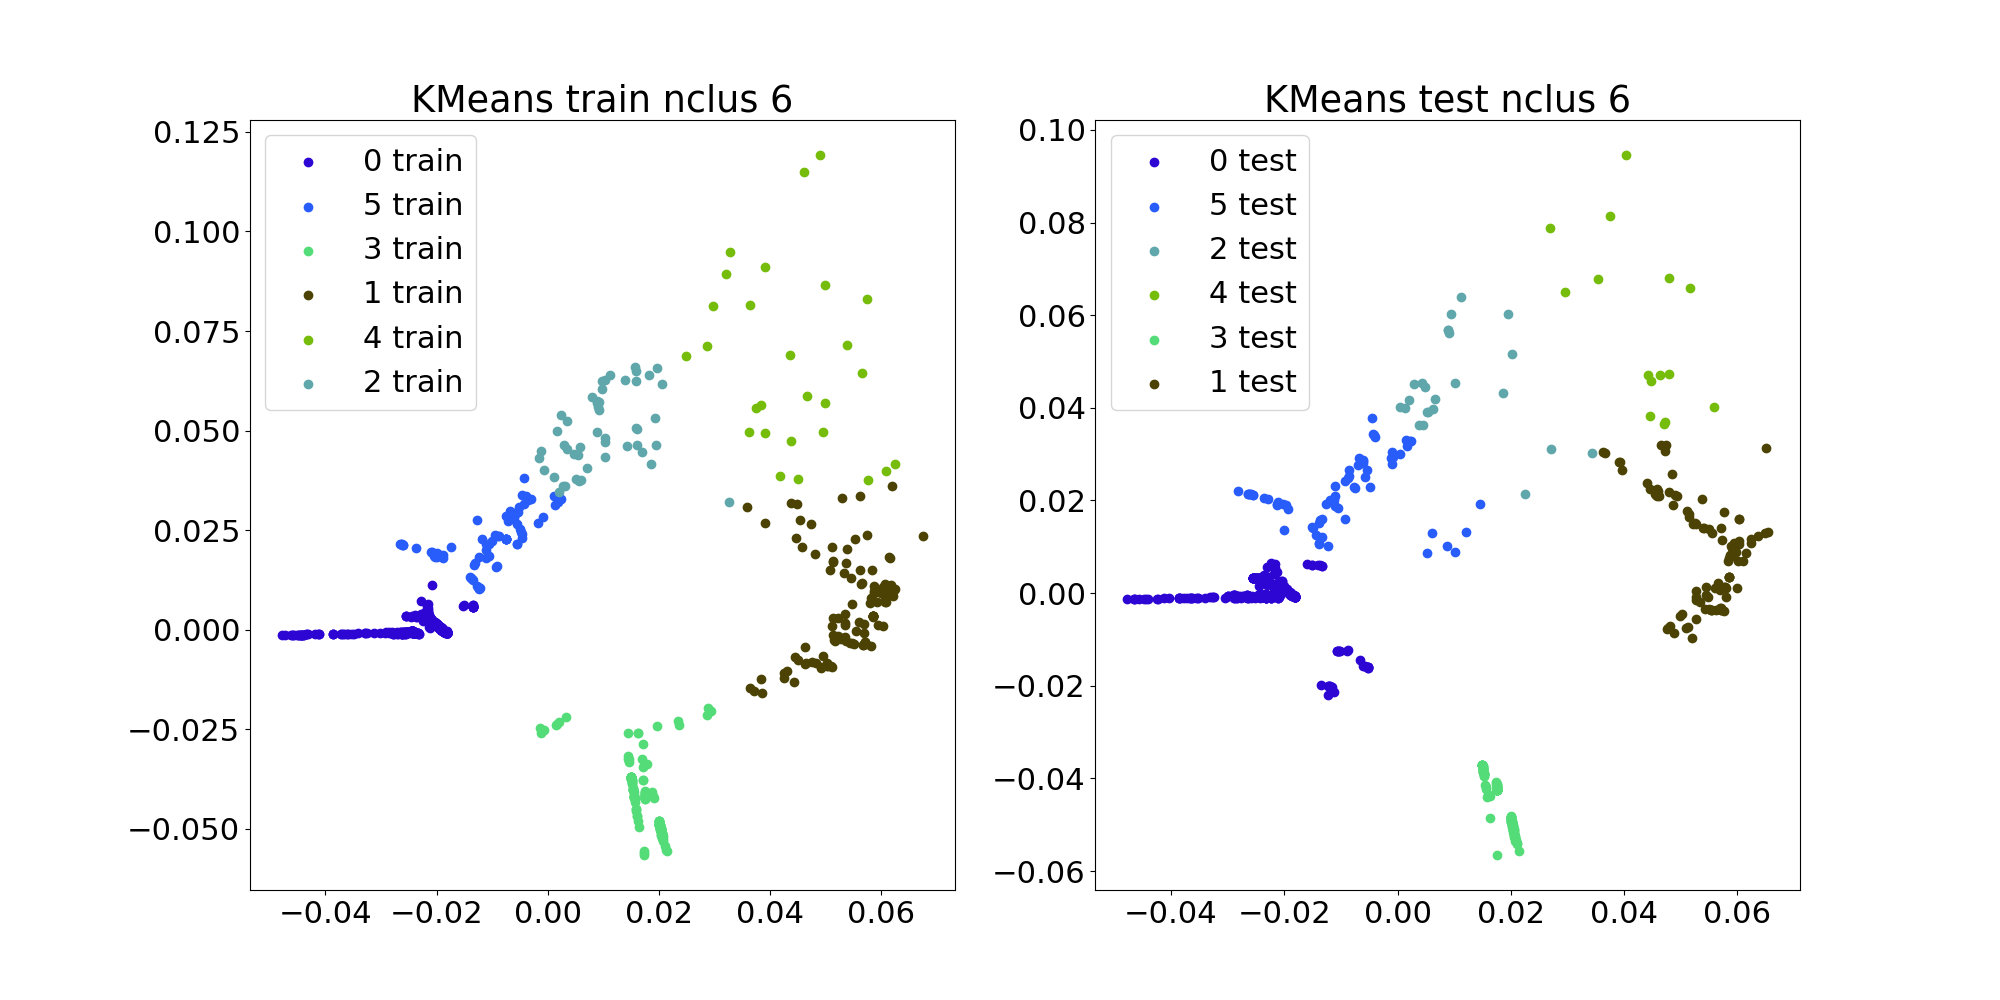 KMeans train nclus 6
0.125
0.100
0.075
0.050
0.025
0.000
−0.025
−0.050
−0.04
−0.02
0.00
0.02
0.04
0.06
0 train
5 train
3 train
1 train
4 train
2 train
KMeans test nclus 6
0.10
0.08
0.06
0.04
0.02
0.00
−0.02
−0.04
−0.06
−0.04
−0.02
0.00
0.02
0.04
0.06
0 test
5 test
2 test
4 test
3 test
1 test